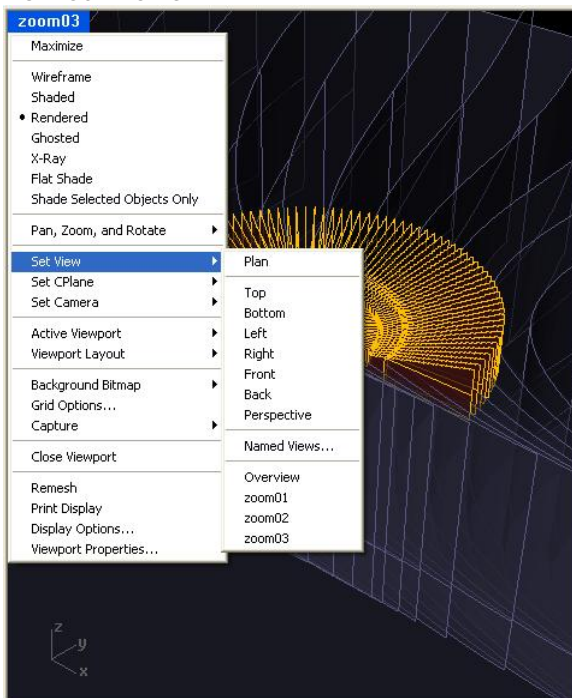 zoom03
Maximize
Wireframe
Shaded
Rendered
Ghosted
X-Ray
Flat Shade
Shade Selected Objects Only
Pan, Zoom, and Rotate
Set View
Set CPlane
Set Camera
Active Viewport
Viewport Layout
Background Bitmap
Grid Options...
Capture
Close Viewport
Remesh
Print Display
Display Options...
Viewport Properties...
Plan
Top
Bottom
Left
Right
Front
Back
Perspective
Named Views...
Overview
zoom01
zoom02
zoom03
z
y
x